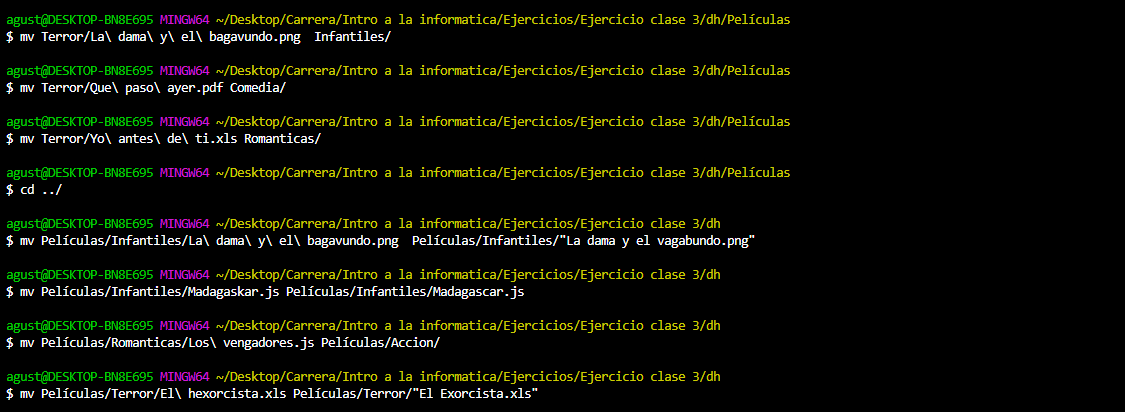 agust@DESKTOP-BN8E695 MINGW64 ~/Desktop/Carrera/Intro a la informatica/Ejercicios/Ejercicio clase 3/dh/Películas
$ mv Terror/La\ dama\ y\ el\ bagavundo.png  Infantiles/
agust@DESKTOP-BN8E695 MINGW64 ~/Desktop/Carrera/Intro a la informatica/Ejercicios/Ejercicio clase 3/dh/Películas
$ mv Terror/Que\ paso\ ayer.pdf Comedia/
agust@DESKTOP-BN8E695 MINGW64 ~/Desktop/Carrera/Intro a la informatica/Ejercicios/Ejercicio clase 3/dh/Películas
$ mv Terror/Yo\ antes\ de\ ti.xls Romanticas/
agust@DESKTOP-BN8E695 MINGW64 ~/Desktop/Carrera/Intro a la informatica/Ejercicios/Ejercicio clase 3/dh/Películas
$ cd ../
agust@DESKTOP-BN8E695 MINGW64 ~/Desktop/Carrera/Intro a la informatica/Ejercicios/Ejercicio clase 3/dh
$ mv Películas/Infantiles/La\ dama\ y\ el\ bagavundo.png  Películas/Infantiles/"La dama y el vagabundo.png"
agust@DESKTOP-BN8E695 MINGW64 ~/Desktop/Carrera/Intro a la informatica/Ejercicios/Ejercicio clase 3/dh
$ mv Películas/Infantiles/Madagaskar.js Películas/Infantiles/Madagascar.js
agust@DESKTOP-BN8E695 MINGW64 ~/Desktop/Carrera/Intro a la informatica/Ejercicios/Ejercicio clase 3/dh
$ mv Películas/Romanticas/Los\ vengadores.js Películas/Accion/
agust@DESKTOP-BN8E695 MINGW64 ~/Desktop/Carrera/Intro a la informatica/Ejercicios/Ejercicio clase 3/dh
$ mv Películas/Terror/El\ hexorcista.xls Películas/Terror/"El Exorcista.xls"